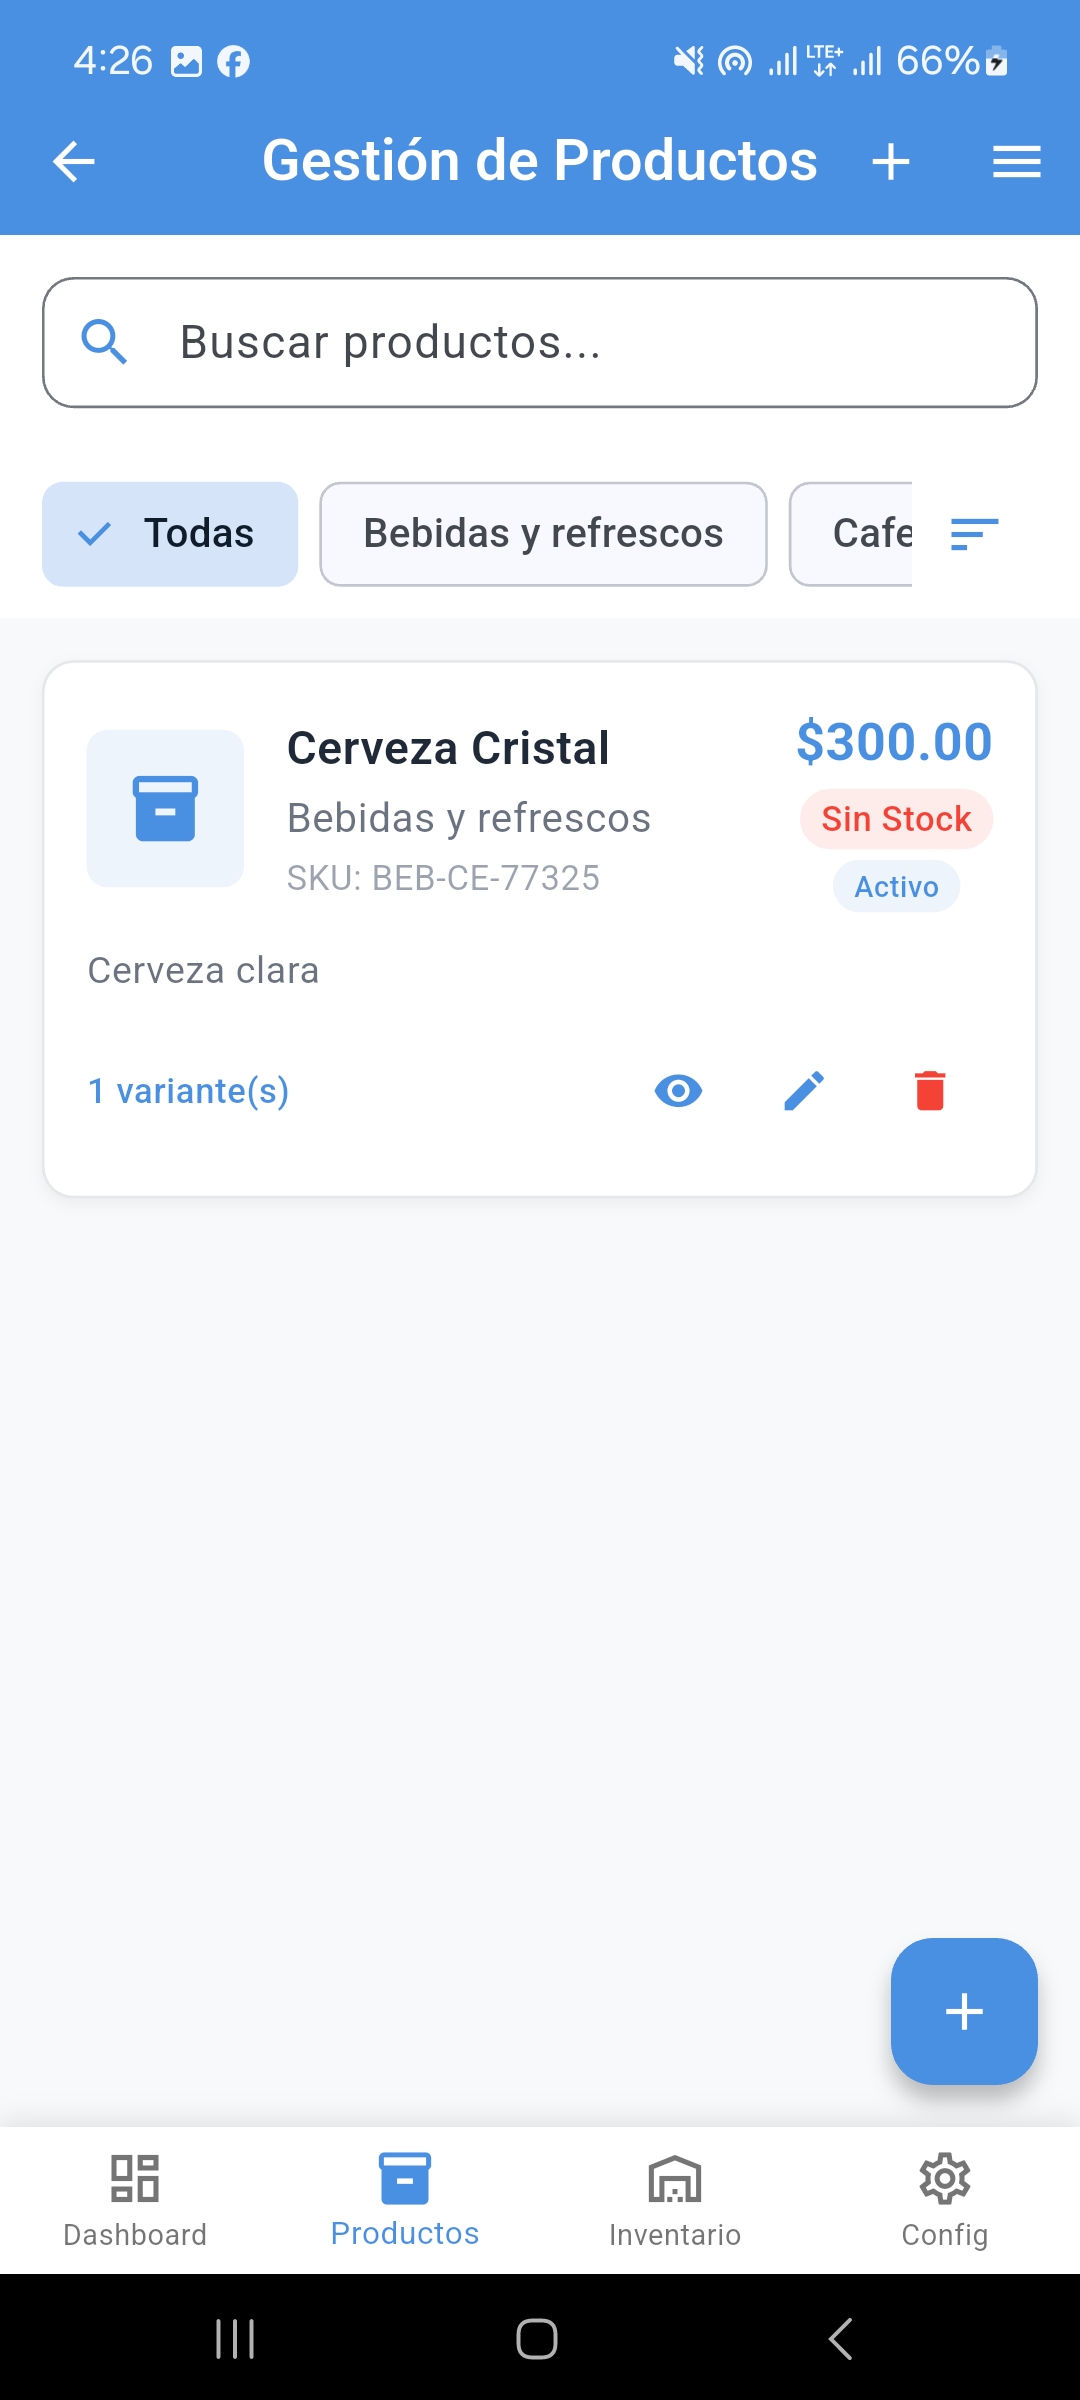 4:26
LTE+
66%
Gestión de Productos
Buscar productos...
Todas
Bebidas y refrescos
Cafe
Cerveza Cristal
$300.00
Bebidas y refrescos
Sin Stock
SKU: BEB-CE-77325
Activo
Cerveza clara
1 variante(s)
Dashboard
Productos
Inventario
Config